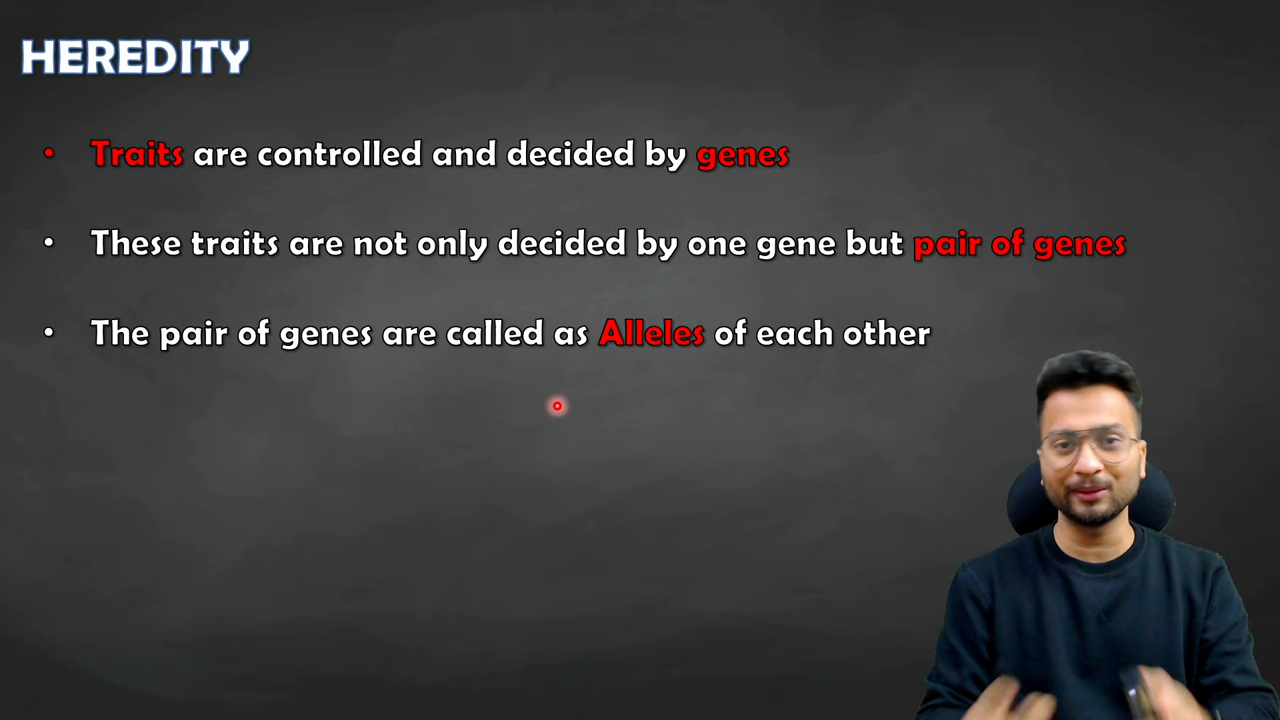 HEREDITY
• Traits are controlled and decided by genes
• These traits are not only decided by one gene but pair of genes
• The pair of genes are called as Alleles of each other